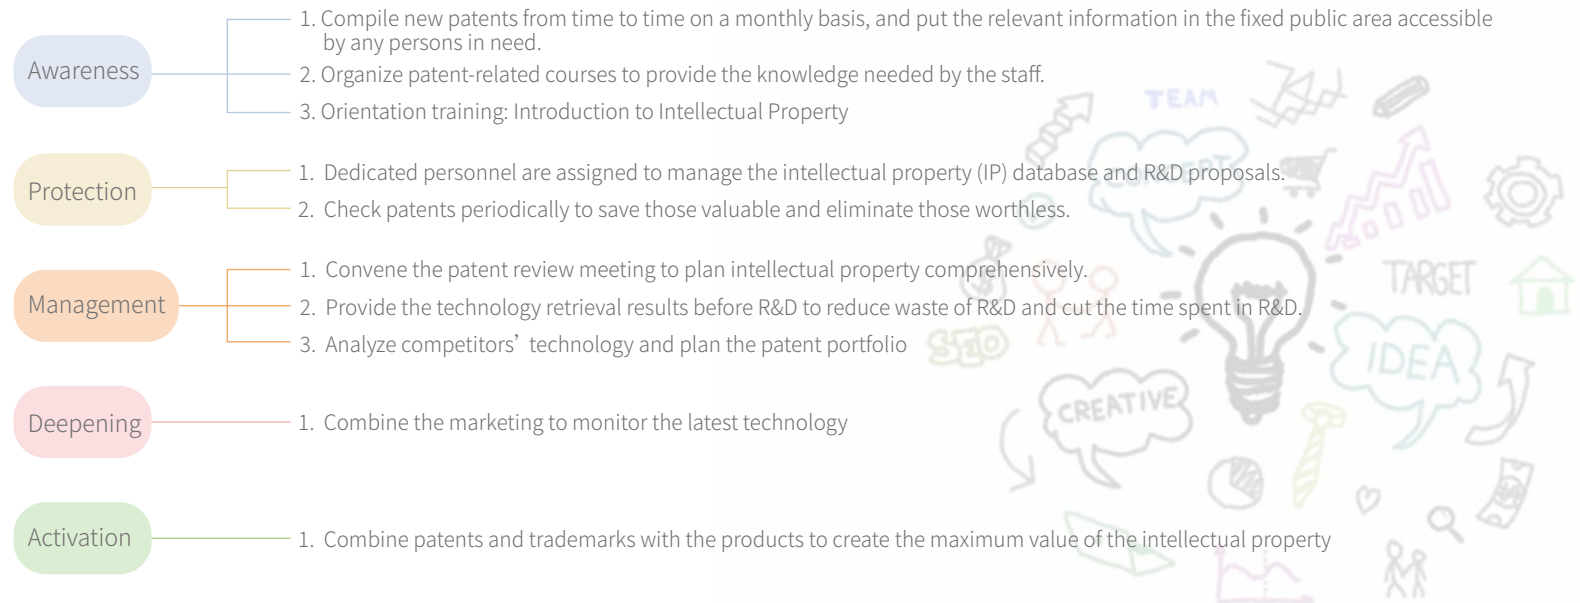 Awareness
1. Compile new patents from time to time on a monthly basis, and put the relevant information in the fixed public area accessible
by any persons in need.
2. Organize patent-related courses to provide the knowledge needed by the staff.
3. Orientation training: Introduction to Intellectual Property
Protection
1. Dedicated personnel are assigned to manage the intellectual property (IP) database and R&D proposals.
2. Check patents periodically to save those valuable and eliminate those worthless.
Management
1. Convene the patent review meeting to plan intellectual property comprehensively.
2. Provide the technology retrieval results before R&D to reduce waste of R&D and cut the time spent in R&D.
3. Analyze competitors’ technology and plan the patent portfolio
Deepening
1. Combine the marketing to monitor the latest technology
Activation
1. Combine patents and trademarks with the products to create the maximum value of the intellectual property
TEAM
CONCEPT
TARGET
SEO
IDEA
CREATIVE